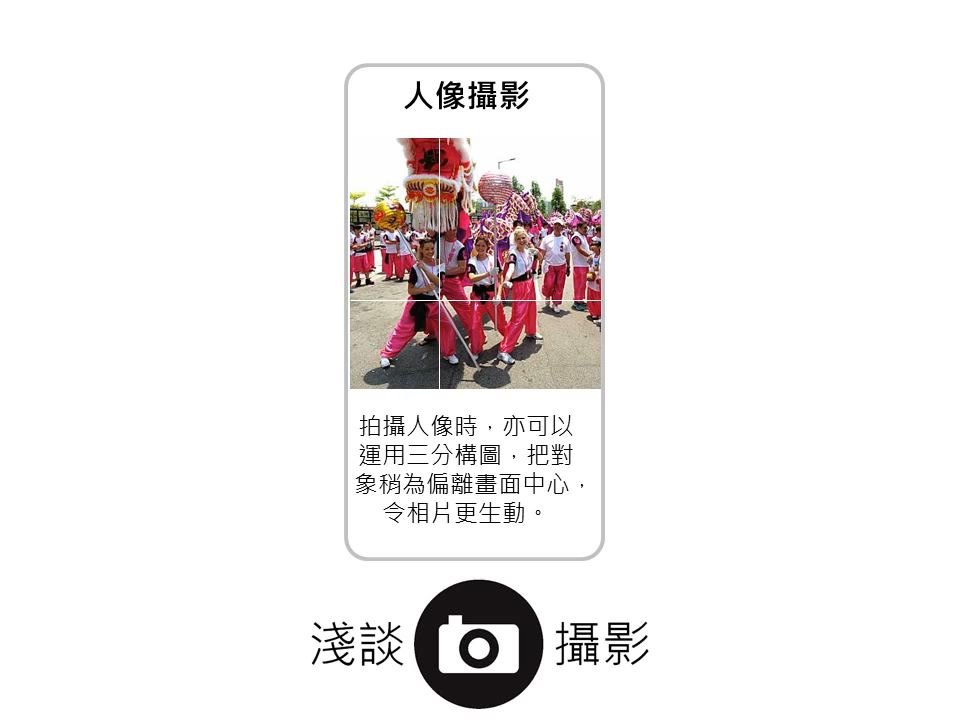 人像攝影
拍攝人像時，亦可以
運用三分構圖，把對
象稍為偏離畫面中心，
令相片更生動。
淺談
攝影